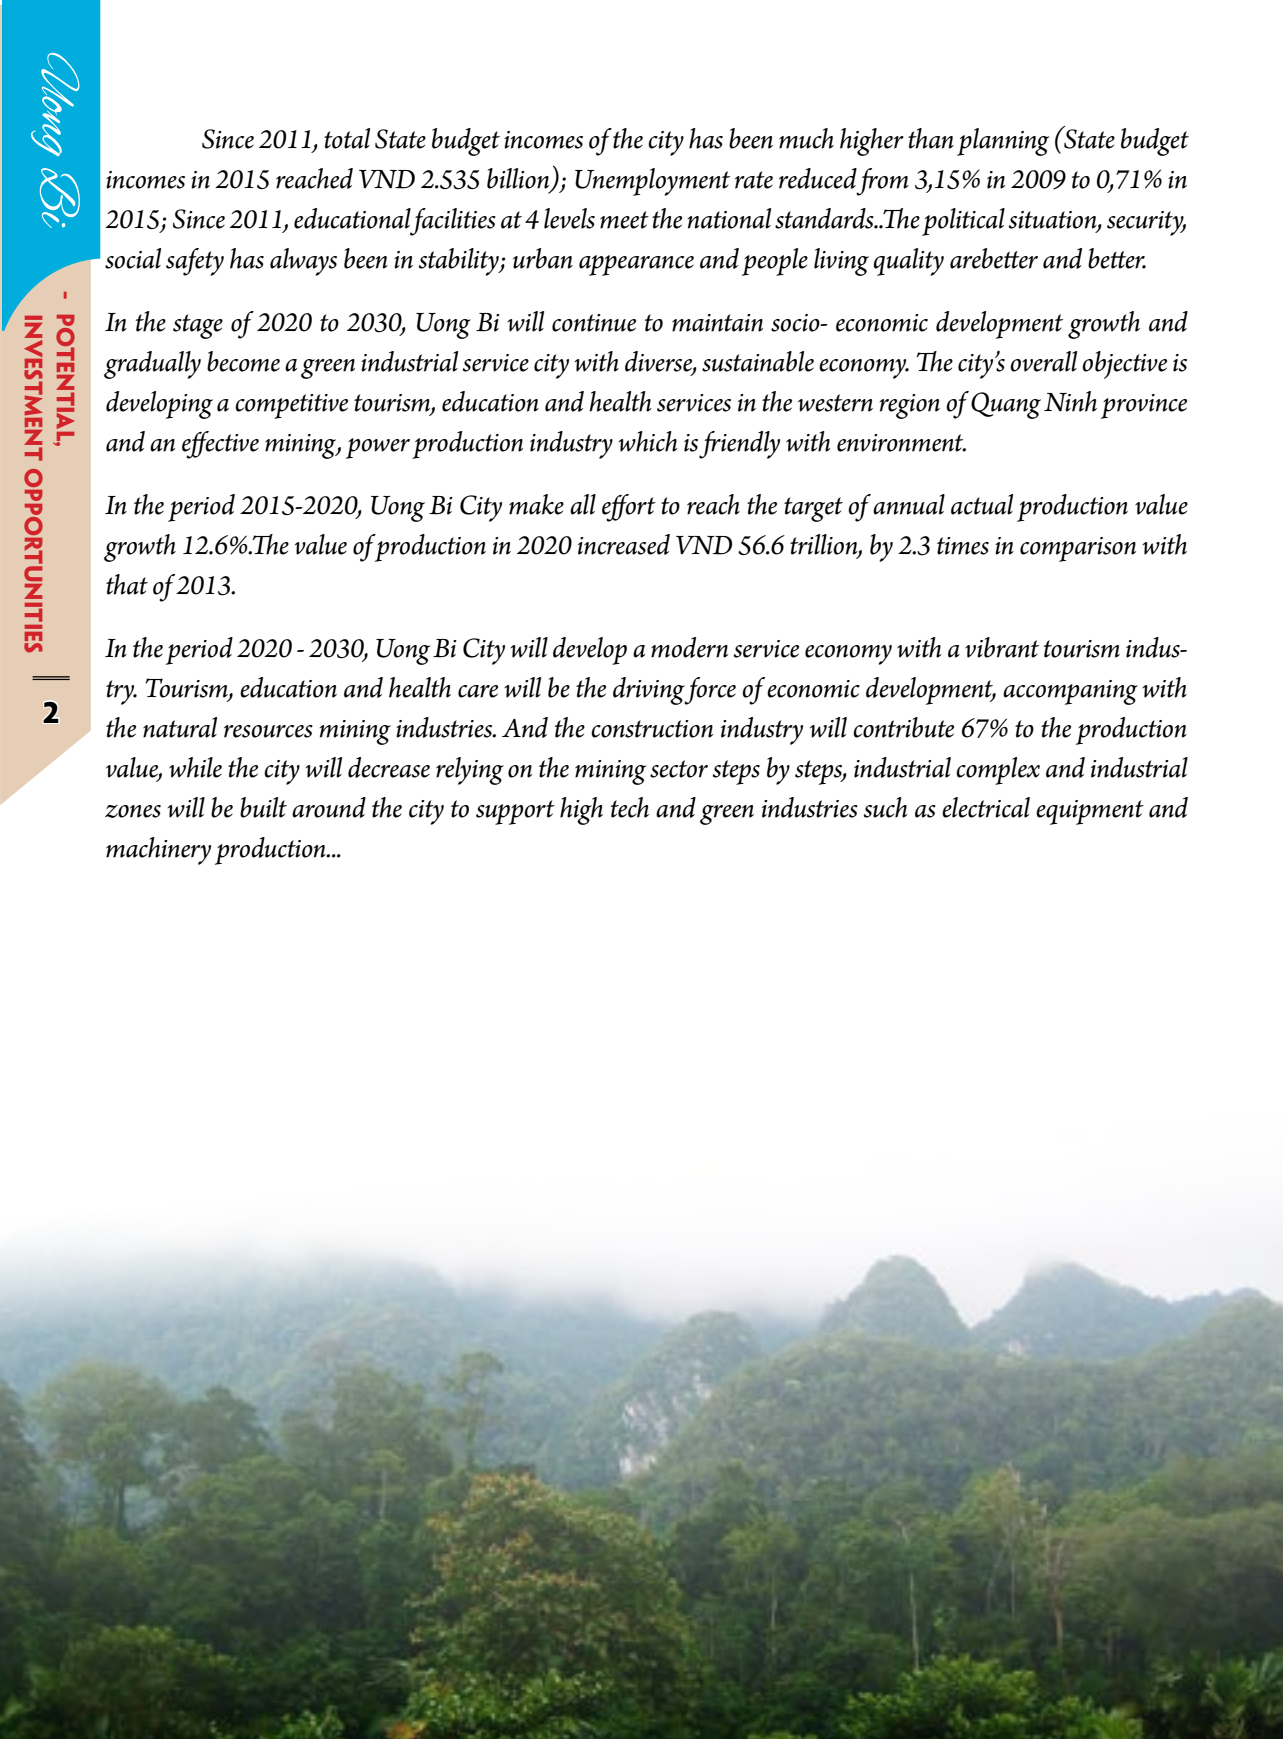 Uong Bi
- POTENTIAL,
INVESTMENT OPPORTUNITIES
2
Since 2011, total State budget incomes of the city has been much higher than planning (State budget
incomes in 2015 reached VND 2.535 billion); Unemployment rate reduced from 3,15% in 2009 to 0,71% in
2015; Since 2011, educational facilities at 4 levels meet the national standards..The political situation, security,
social safety has always been in stability; urban appearance and people living quality arebetter and better.
In the stage of 2020 to 2030, Uong Bi will continue to maintain socio- economic development growth and
gradually become a green industrial service city with diverse, sustainable economy. The city’s overall objective is
developing a competitive tourism, education and health services in the western region of Quang Ninh province
and an effective mining, power production industry which is friendly with environment.
In the period 2015-2020, Uong Bi City make all effort to reach the target of annual actual production value
growth 12.6%.The value of production in 2020 increased VND 56.6 trillion, by 2.3 times in comparison with
that of 2013.
In the period 2020 - 2030, Uong Bi City will develop a modern service economy with a vibrant tourism indus-
try. Tourism, education and health care will be the driving force of economic development, accompaning with
the natural resources mining industries. And the construction industry will contribute 67% to the production
value, while the city will decrease relying on the mining sector steps by steps, industrial complex and industrial
zones will be built around the city to support high tech and green industries such as electrical equipment and
machinery production...